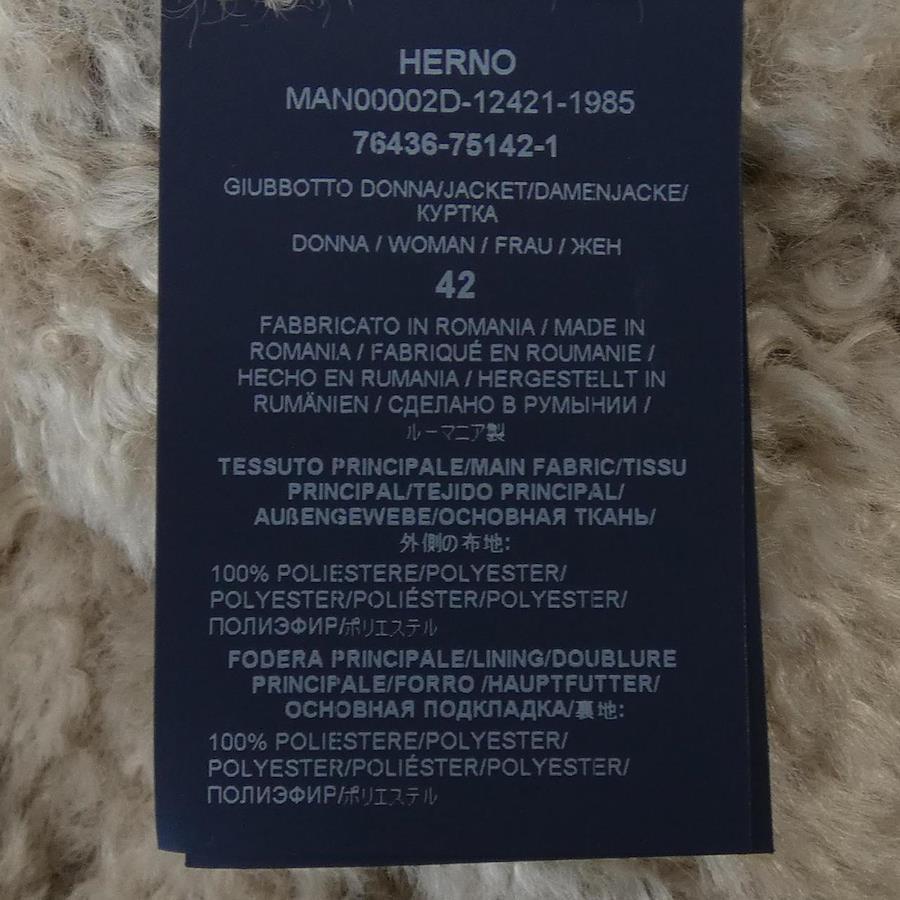 HERNO
MAN00002D-12421-1985
76436-75142-1
GIUBBOTTO DONNA/JACKET/DAMENJACKE/
КУРТКА
DONNA / WOMAN / FRAU / ЖЕН
42
FABBRICATO IN ROMANIA / MADE IN
ROMANIA / FABRIQUÉ EN ROUMANIE /
HECHO EN RUMANIA / HERGESTELLT IN
RUMÄNIEN / СДЕЛАНО В РУМЫНИИ /
ルーマニア製
TESSUTO PRINCIPALE/MAIN FABRIC/TISSU
PRINCIPAL/TEJIDO PRINCIPAL/
AUßENGEWEBE/ОСНОВНАЯ ТКАНЬ/
外側の布地:
100% POLIESTERE/POLYESTER/
POLYESTER/POLIÉSTER/POLYESTER/
ПОЛИЭФИР/ポリエステル
FODERA PRINCIPALE/LINING/DOUBLURE
PRINCIPALE/FORRO /HAUPTFUTTER/
ОСНОВНАЯ ПОДКЛАДКА/裏地:
100% POLIESTERE/POLYESTER/
POLYESTER/POLIÉSTER/POLYESTER/
ПОЛИЭФИР/ポリエステル